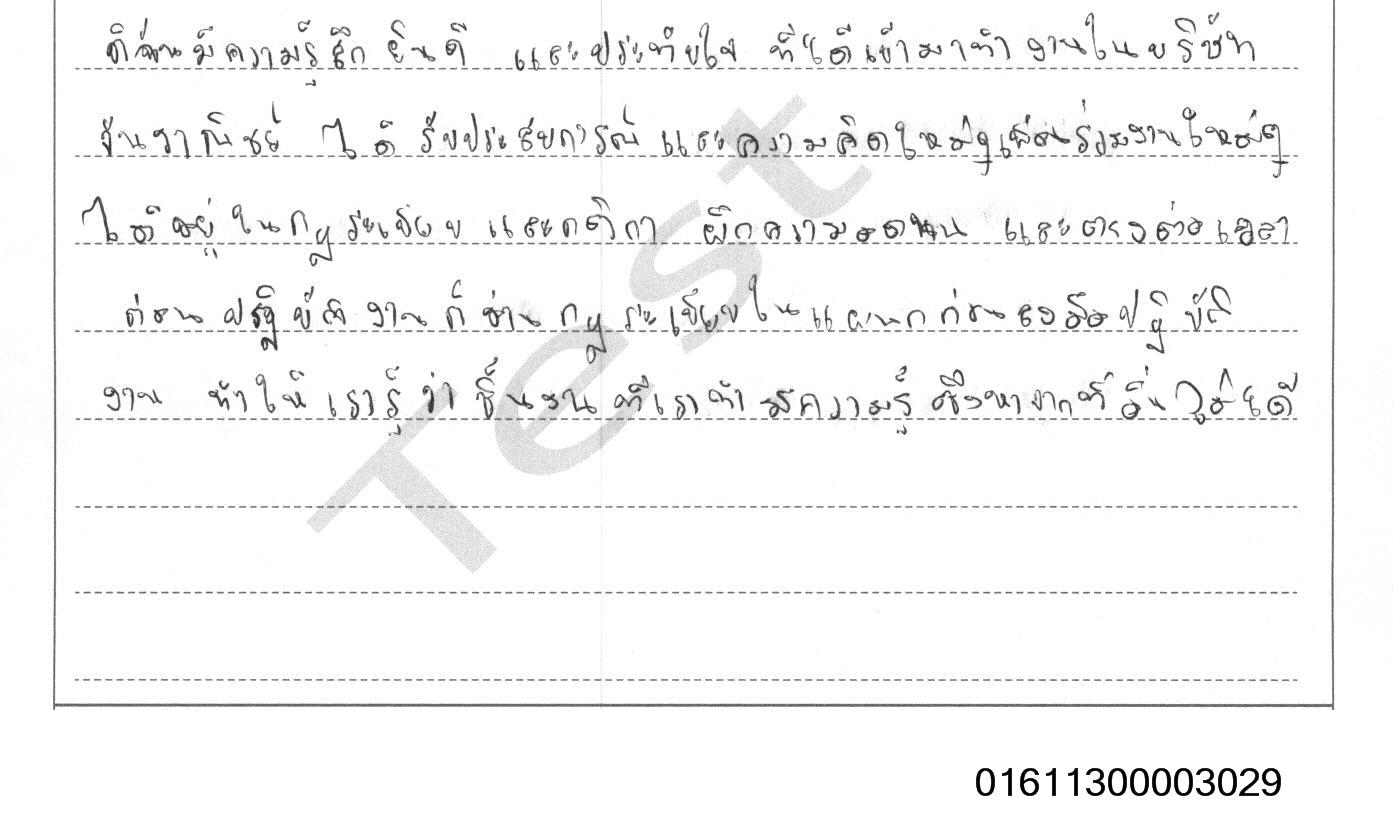 ดิฉันมีความรู้สึกยินดี และประทับใจ ที่ได้เข้ามาทำงานในบริษัท
ได้รับประสบการณ์ และความคิดใหม่ๆ เพื่อนร่วมงานใหม่ๆ
ได้อยู่ในกฎระเบียบ และกติกา ฝึกความอดทน และตรงต่อเวลา
ก่อนปฏิบัติงานก็อ่านกฎระเบียบในแผนกก่อนลงมือปฏิบัติ
งาน ทำให้เรารู้ว่าชิ้นงานที่เราทำมีความรู้ ซึ่งหาจากที่อื่นไม่ได้
Test
01611300003029